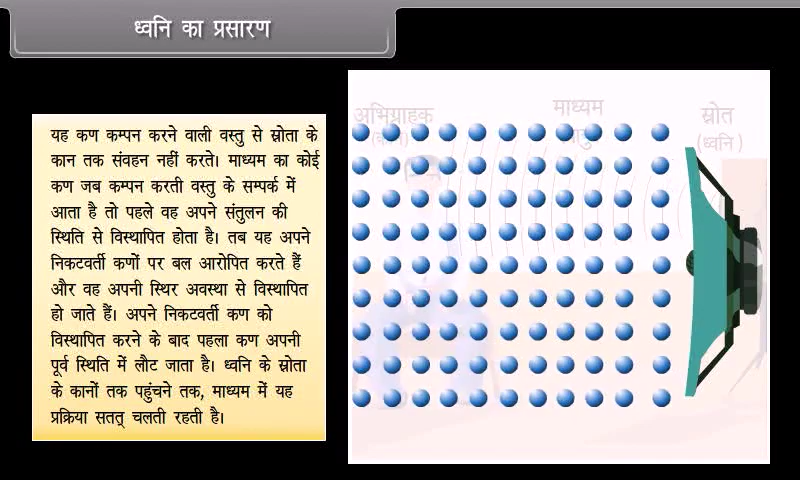 ध्वनि का प्रसारण
यह कण कम्पन करने वाली वस्तु से स्रोता के
कान तक संवहन नहीं करते। माध्यम का कोई
कण जब कम्पन करती वस्तु के सम्पर्क में
आता है तो पहले वह अपने संतुलन की
स्थिति से विस्थापित होता है। तब यह अपने
निकटवर्ती कणों पर बल आरोपित करते हैं
और वह अपनी स्थिर अवस्था से विस्थापित
हो जाते हैं। अपने निकटवर्ती कण को
विस्थापित करने के बाद पहला कण अपनी
पूर्व स्थिति में लौट जाता है। ध्वनि के स्रोता
के कानों तक पहुंचने तक, माध्यम में यह
प्रक्रिया सतत् चलती रहती है।
अभिग्राहक माध्यम स्रोत
(ध्वनि )